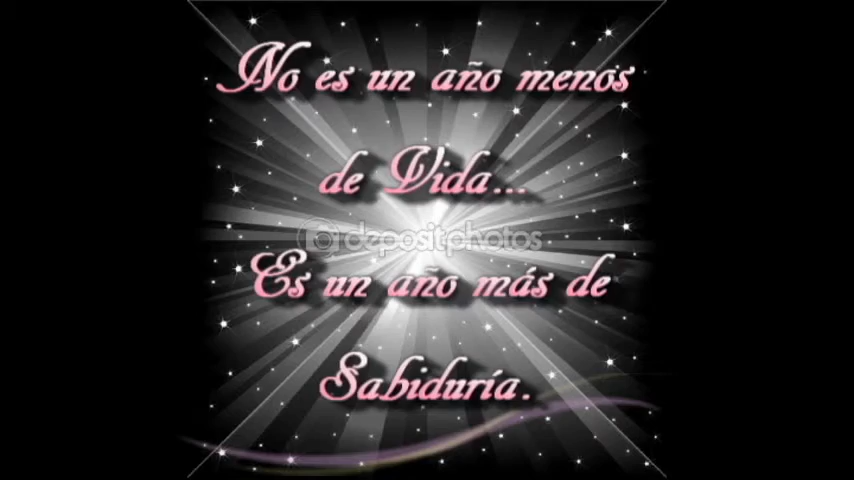 No es un año menos
de Vida...
depositphotos
Es un año más de
Sabiduría.